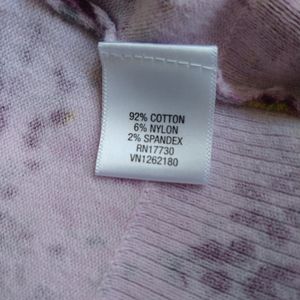 92% COTTON
6% NYLON
2% SPANDEX
RN17730
VN1262180